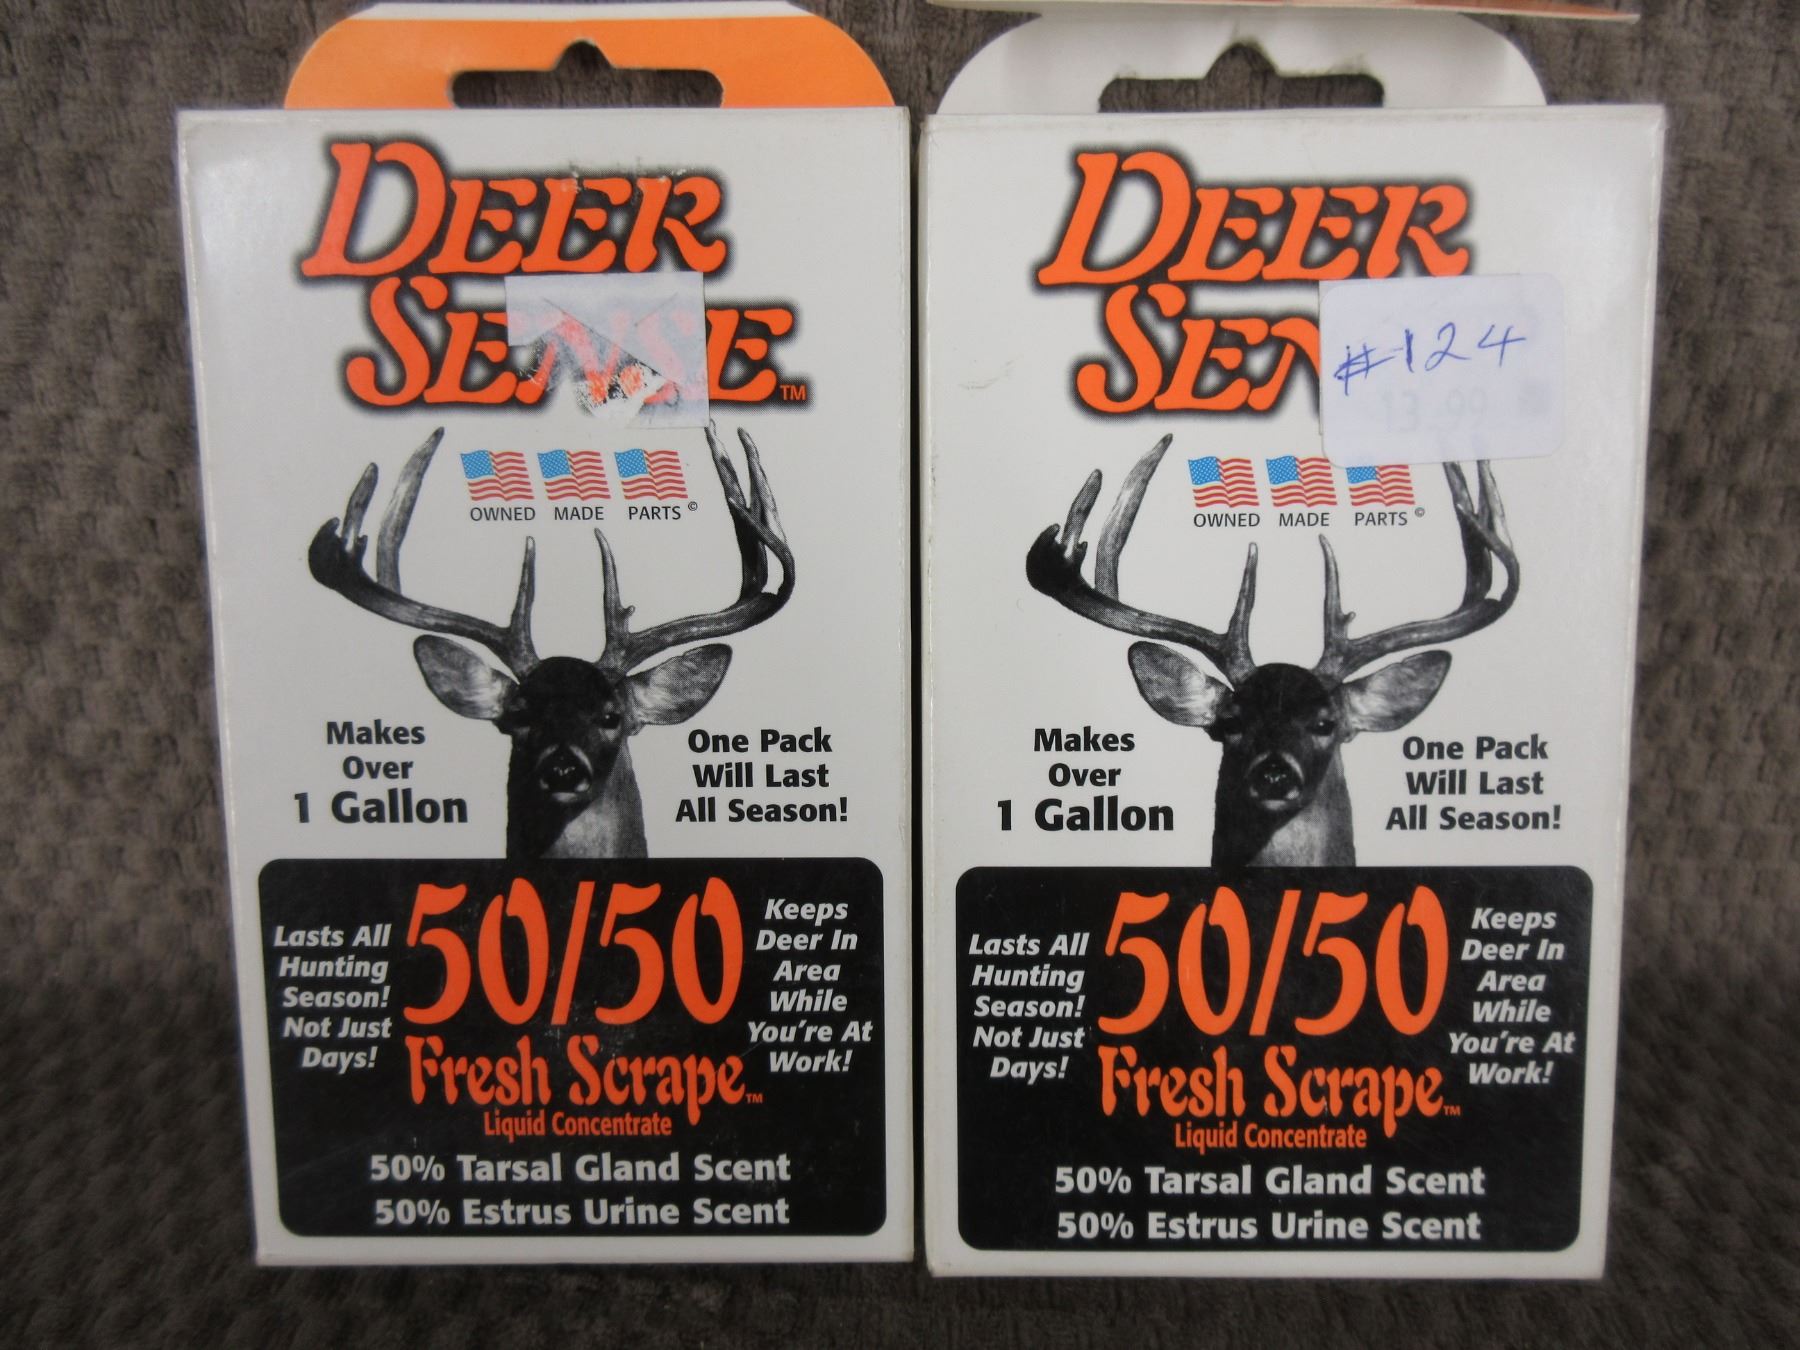 DEER
SENSE™
OWNED MADE PARTS©
Makes
Over
1 Gallon
One Pack
Will Last
All Season!
Lasts All
Hunting
Season!
Not Just
Days!
50/50
Fresh Scrape™
Liquid Concentrate
Keeps
Deer In
Area
While
You're At
Work!
50% Tarsal Gland Scent
50% Estrus Urine Scent
DEER
SEN
#124
13.99
OWNED MADE PARTS©
Makes
Over
1 Gallon
One Pack
Will Last
All Season!
Lasts All
Hunting
Season!
Not Just
Days!
50/50
Fresh Scrape™
Liquid Concentrate
Keeps
Deer In
Area
While
You're At
Work!
50% Tarsal Gland Scent
50% Estrus Urine Scent